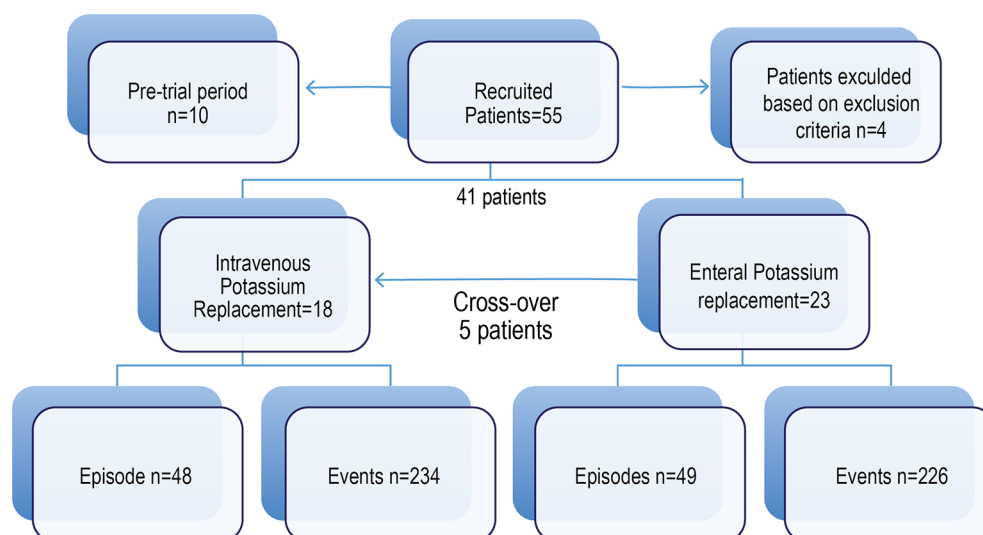 Pre-trial period
n=10
Recruited
Patients=55
Patients exculded
based on exclusion
criteria n=4
41 patients
Intravenous
Potassium
Replacement=18
Cross-over
5 patients
Enteral Potassium
replacement=23
Episode n=48
Events n=234
Episodes n=49
Events n=226